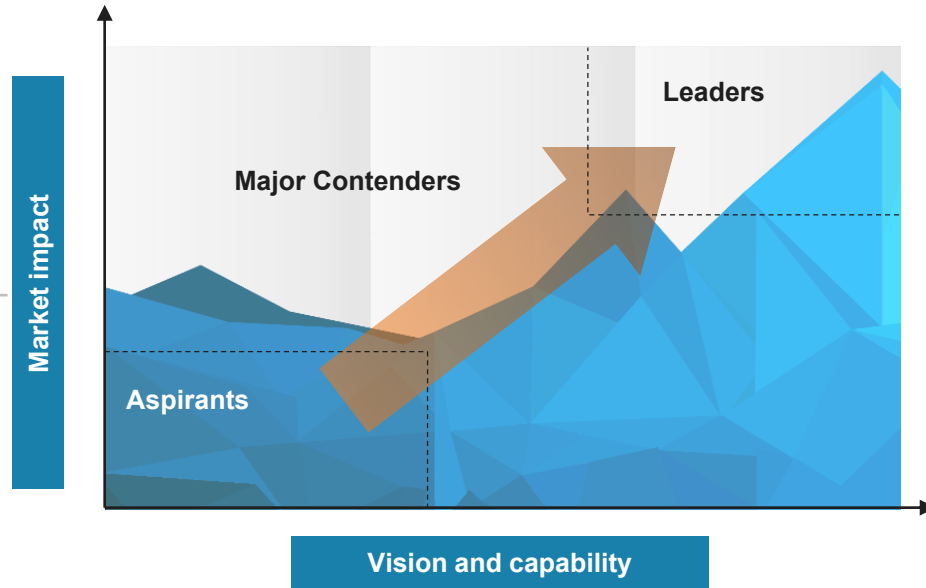 Leaders
Major Contenders
Market impact
Aspirants
Vision and capability